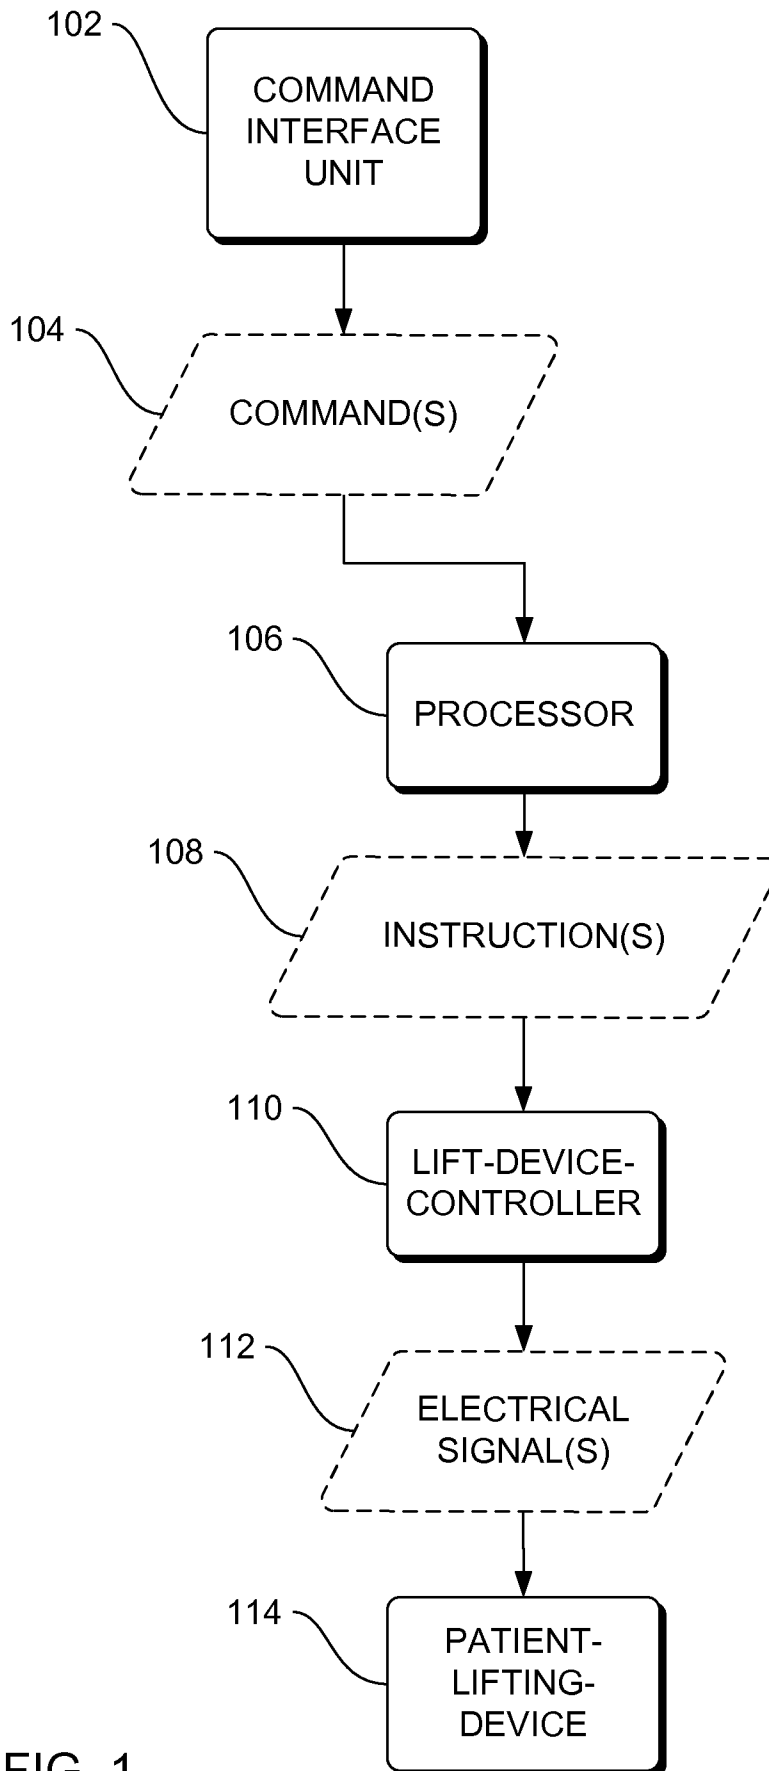 102
COMMAND
INTERFACE
UNIT
104
COMMAND(S)
106
PROCESSOR
108
INSTRUCTION(S)
110
LIFT-DEVICE-
CONTROLLER
112
ELECTRICAL
SIGNAL(S)
114
PATIENT-
LIFTING-
DEVICE
FIG. 1